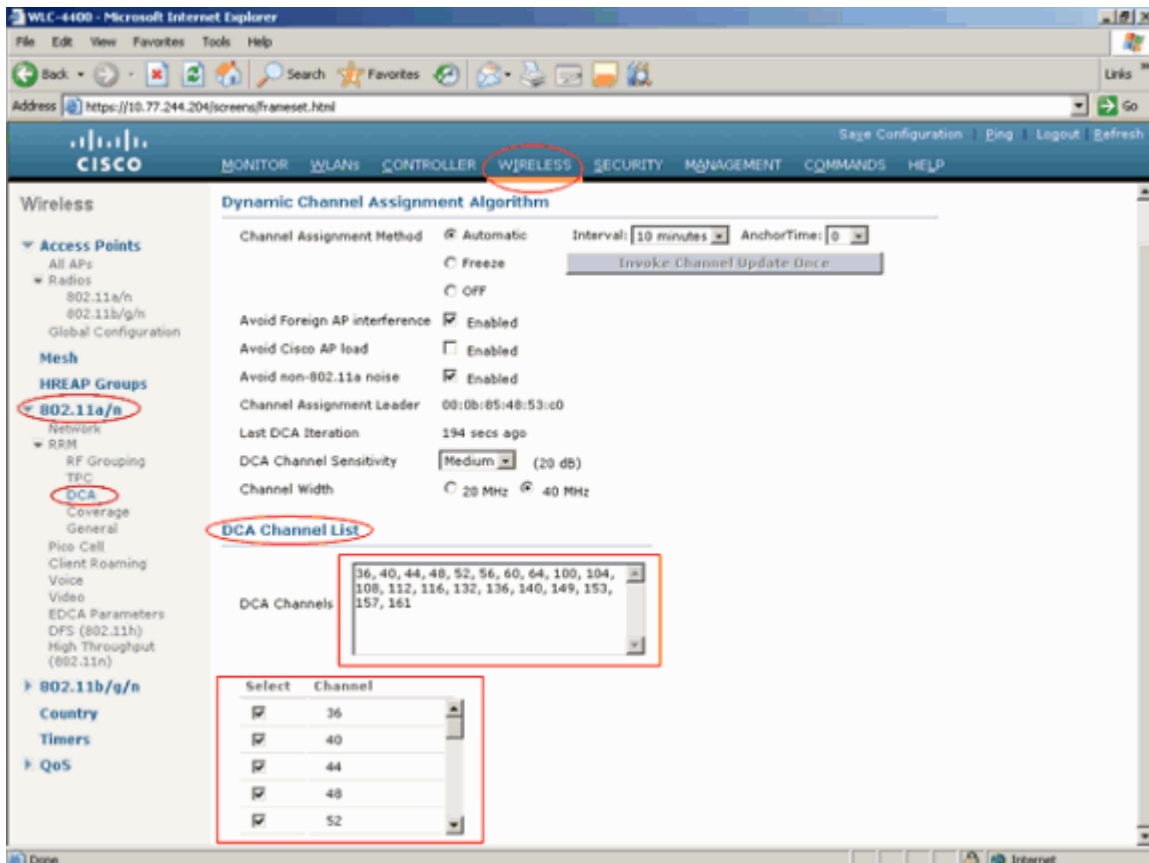 WLC-4400 - Microsoft Internet Explorer
File Edit View Favorites Tools Help
Back Search Favorites Links
Address https://10.77.244.204/screens/frameset.html Go
Save Configuration | Ping | Logout | Refresh
CISCO MONITOR WLANs CONTROLLER WIRELESS SECURITY MANAGEMENT COMMANDS HELP
Wireless
Access Points
All APs
Radios
802.11a/n
802.11b/g/n
Global Configuration
Mesh
HREAP Groups
802.11a/n
Network
RRM
RF Grouping
TPC
DCA
Coverage
General
Pico Cell
Client Roaming
Voice
Video
EDCA Parameters
DFS (802.11h)
High Throughput
(802.11n)
802.11b/g/n
Country
Timers
QoS
Dynamic Channel Assignment Algorithm
Channel Assignment Method Automatic Interval: 10 minutes AnchorTime: 0
Freeze Invoke Channel Update Once
OFF
Avoid Foreign AP interference Enabled
Avoid Cisco AP load Enabled
Avoid non-802.11a noise Enabled
Channel Assignment Leader 00:0b:85:48:53:c0
Last DCA Iteration 194 secs ago
DCA Channel Sensitivity Medium (20 dB)
Channel Width 20 MHz 40 MHz
DCA Channel List
DCA Channels
36, 40, 44, 48, 52, 56, 60, 64, 100, 104,
108, 112, 116, 132, 136, 140, 149, 153,
157, 161
Select Channel
36
40
44
48
52
Done Internet